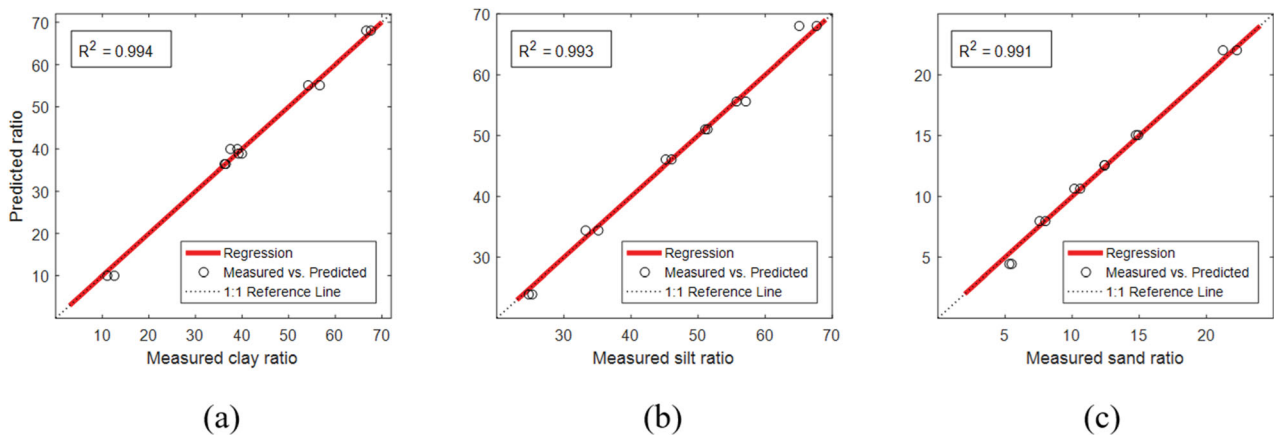 R² = 0.994
Predicted ratio
70
60
50
40
30
20
10
Regression
Measured vs. Predicted
1:1 Reference Line
10 20 30 40 50 60 70
Measured clay ratio
(a)
R² = 0.993
70
60
50
40
30
Regression
Measured vs. Predicted
1:1 Reference Line
30 40 50 60 70
Measured silt ratio
(b)
R² = 0.991
20
15
10
5
Regression
Measured vs. Predicted
1:1 Reference Line
5 10 15 20
Measured sand ratio
(c)